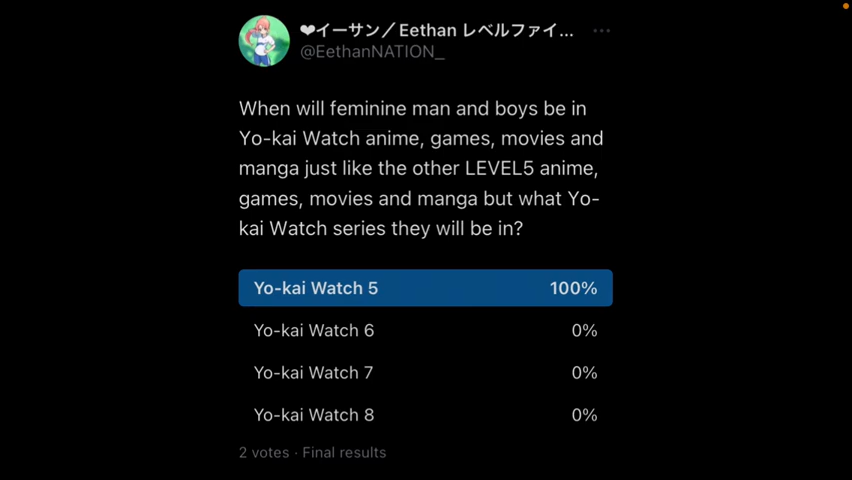 ❤イーサン／Eethan レベルファイ...
@EethanNATION_
When will feminine man and boys be in
Yo-kai Watch anime, games, movies and
manga just like the other LEVEL5 anime,
games, movies and manga but what Yo-
kai Watch series they will be in?
Yo-kai Watch 5 100%
Yo-kai Watch 6 0%
Yo-kai Watch 7 0%
Yo-kai Watch 8 0%
2 votes · Final results